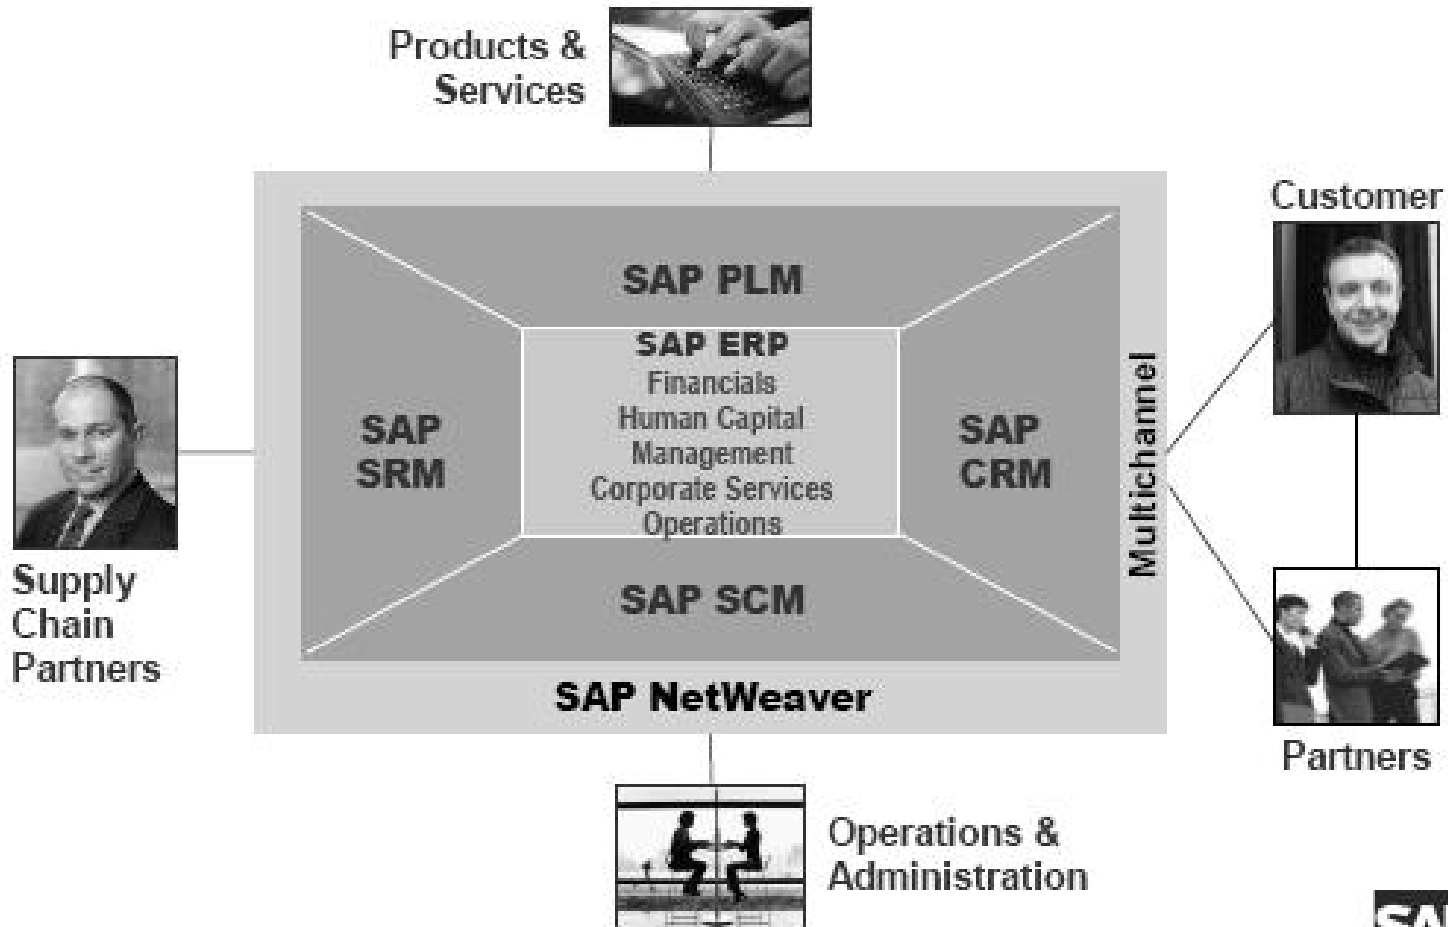 Products &
Services
Customer
SAP PLM
SAP ERP
Financials
Human Capital
Management
Corporate Services
Operations
SAP
SRM
SAP
CRM
Multichannel
Supply
Chain
Partners
SAP SCM
SAP NetWeaver
Partners
Operations &
Administration